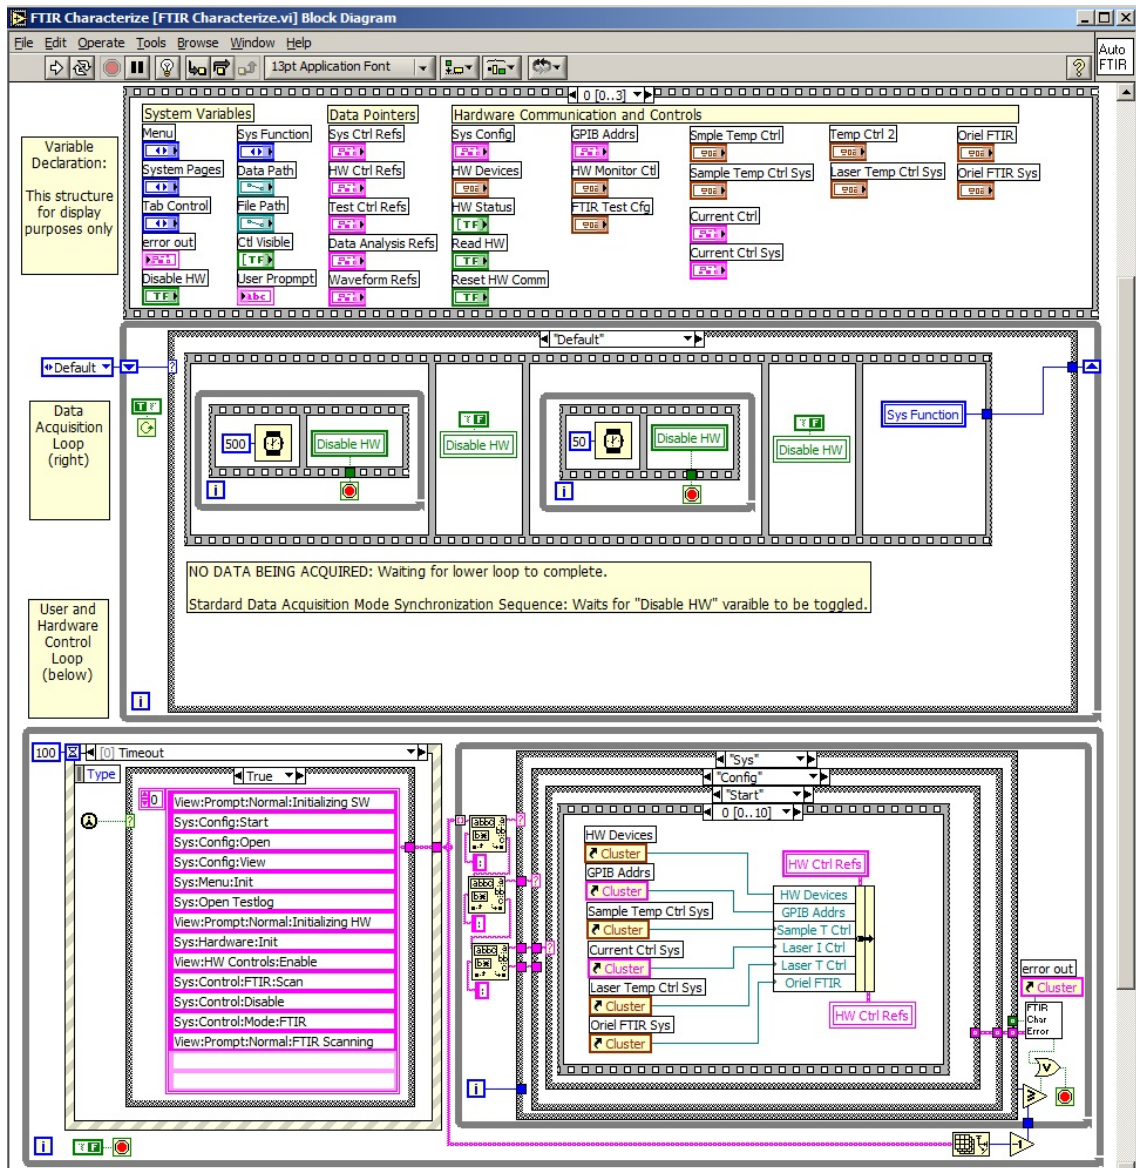 FTIR Characterize [FTIR Characterize.vi] Block Diagram
File Edit Operate Tools Browse Window Help
13pt Application Font
Auto
FTIR
0 [0..3]
Variable
Declaration:
This structure
for display
purposes only
System Variables
Data Pointers
Hardware Communication and Controls
Menu
Sys Function
Sys Ctrl Refs
Sys Config
GPIB Addrs
Smple Temp Ctrl
Temp Ctrl 2
Oriel FTIR
System Pages
Data Path
HW Ctrl Refs
HW Devices
HW Monitor Ctl
Sample Temp Ctrl Sys
Laser Temp Ctrl Sys
Oriel FTIR Sys
Tab Control
File Path
Test Ctrl Refs
HW Status
FTIR Test Cfg
Current Ctrl
error out
Ctl Visible
Data Analysis Refs
Read HW
Current Ctrl Sys
Disable HW
User Propmpt
Waveform Refs
Reset HW Comm
TF
abc
TF
TF
TF
TF
TF
"Default"
Default
Data
Acquisition
Loop
(right)
500
Disable HW
i
Disable HW
50
Disable HW
i
Disable HW
Sys Function
NO DATA BEING ACQUIRED: Waiting for lower loop to complete.
Stardard Data Acquisition Mode Synchronization Sequence: Waits for "Disable HW" varaible to be toggled.
User and
Hardware
Control
Loop
(below)
i
100
[0] Timeout
Type
True
0
View:Prompt:Normal:Initializing SW
Sys:Config:Start
Sys:Config:Open
Sys:Config:View
Sys:Menu:Init
Sys:Open Testlog
View:Prompt:Normal:Initializing HW
Sys:Hardware:Init
View:HW Controls:Enable
Sys:Control:FTIR:Scan
Sys:Control:Disable
Sys:Control:Mode:FTIR
View:Prompt:Normal:FTIR Scanning
"Sys"
"Config"
"Start"
0 [0..10]
HW Devices
Cluster
GPIB Addrs
Cluster
Sample Temp Ctrl Sys
Cluster
Current Ctrl Sys
Cluster
Laser Temp Ctrl Sys
Cluster
Oriel FTIR Sys
Cluster
HW Ctrl Refs
HW Devices
GPIB Addrs
Sample T Ctrl
Laser I Ctrl
Laser T Ctrl
Oriel FTIR
HW Ctrl Refs
error out
Cluster
FTIR
Char
Error
i
i
-1